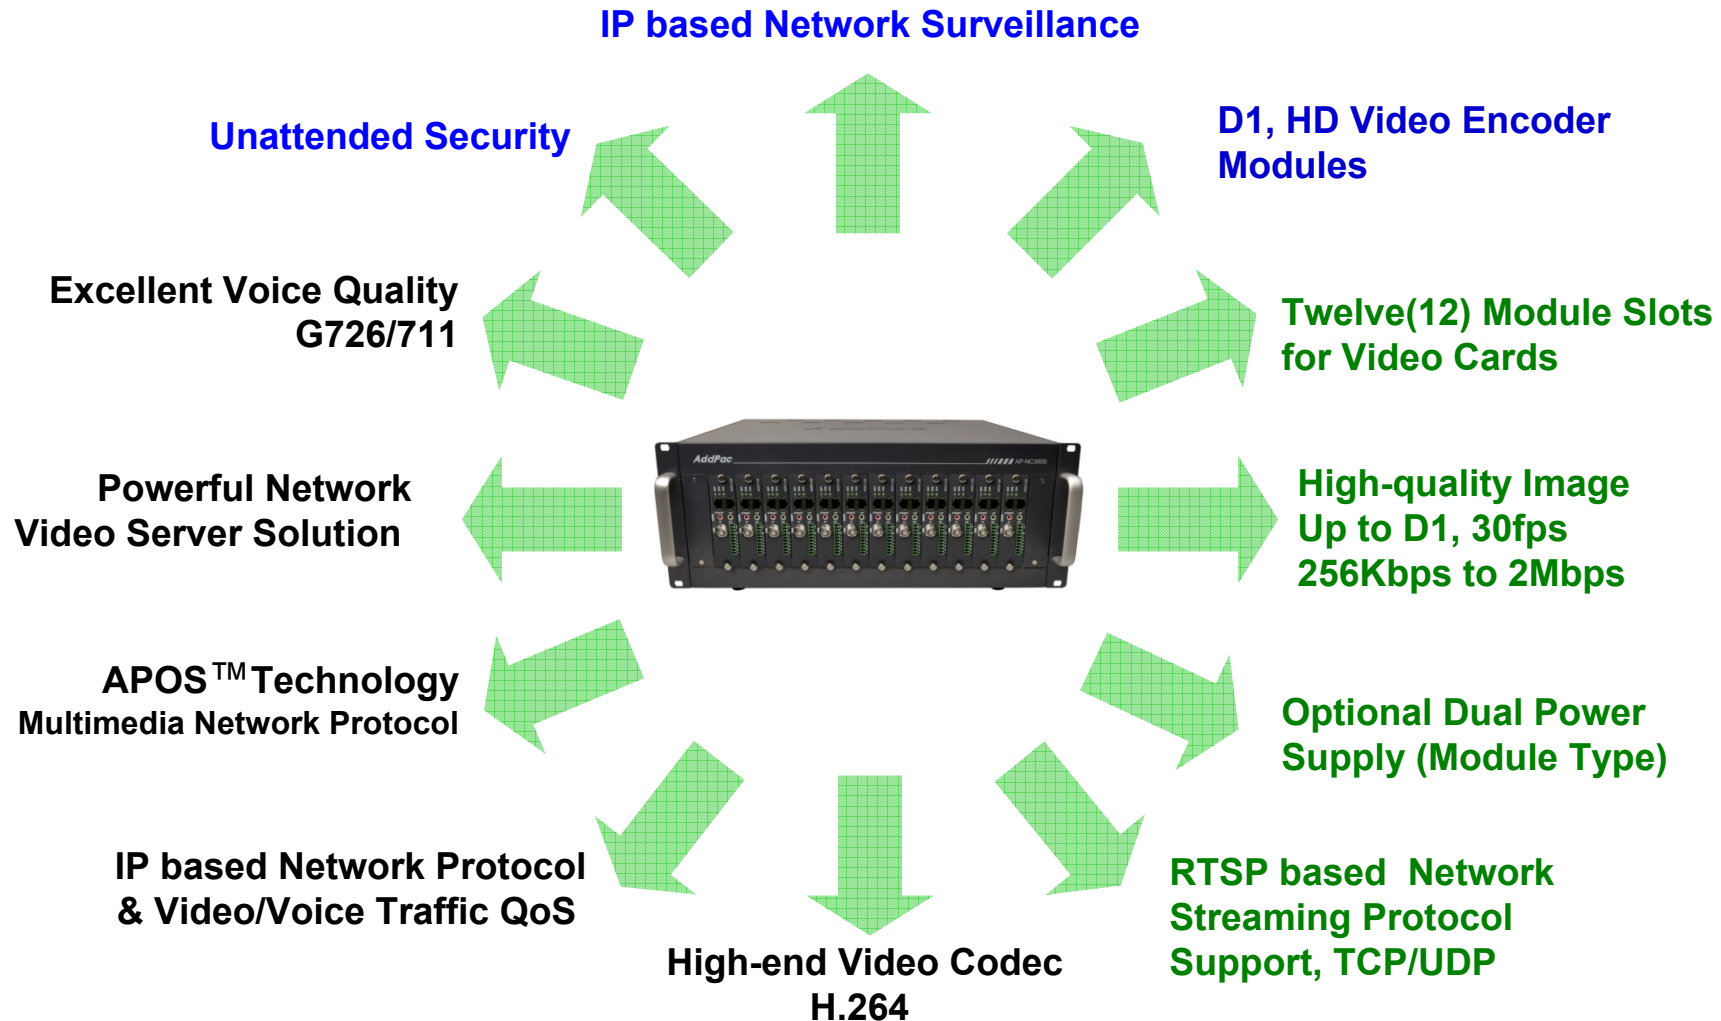 IP based Network Surveillance
Unattended Security
D1, HD Video Encoder
Modules
Excellent Voice Quality
G726/711
Twelve(12) Module Slots
for Video Cards
AddPac
AP-NC3600
Powerful Network
Video Server Solution
High-quality Image
Up to D1, 30fps
256Kbps to 2Mbps
APOS™Technology
Multimedia Network Protocol
Optional Dual Power
Supply (Module Type)
IP based Network Protocol
& Video/Voice Traffic QoS
RTSP based  Network
Streaming Protocol
Support, TCP/UDP
High-end Video Codec
H.264